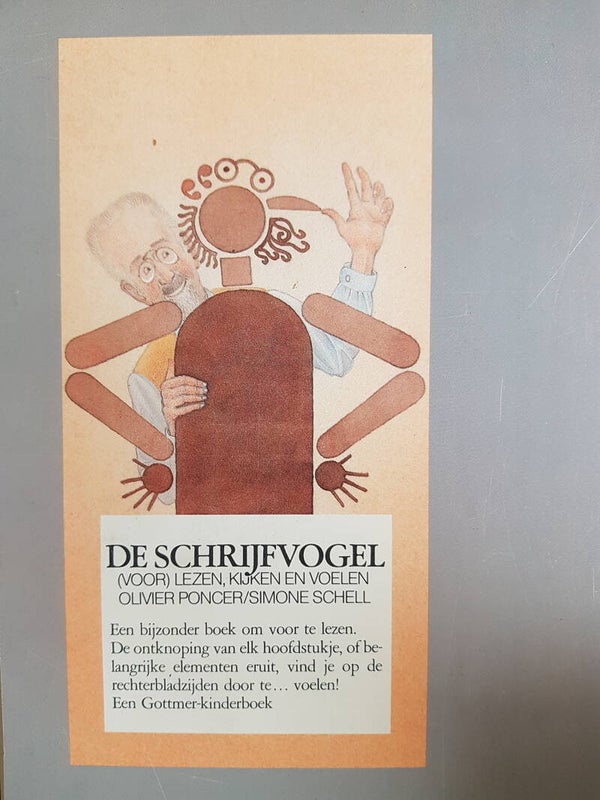 DE SCHRIJFVOGEL
(VOOR) LEZEN, KIJKEN EN VOELEN
OLIVIER PONCER/SIMONE SCHELL
Een bijzonder boek om voor te lezen.
De ontknoping van elk hoofdstukje, of be-
langrijke elementen eruit, vind je op de
rechterbladzijden door te... voelen!
Een Gottmer-kinderboek